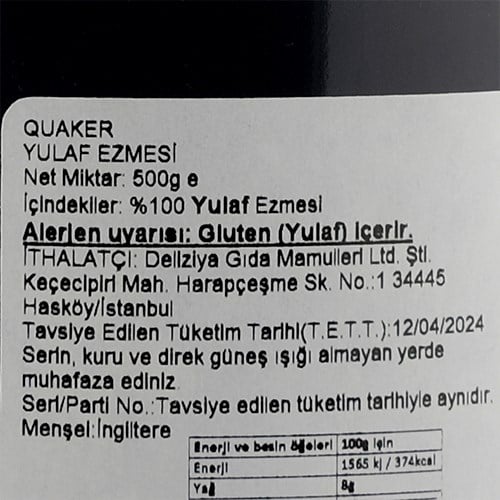 QUAKER
YULAF EZMESİ
Net Miktar: 500g e
İçindekiler: %100 Yulaf Ezmesi
Alerjen uyarısı: Gluten (Yulaf) içerir.
İTHALATÇI: Deliziya Gıda Mamulleri Ltd. Şti.
Keçecipiri Mah. Harapçeşme Sk. No.:1 34445
Hasköy/İstanbul
Tavsiye Edilen Tüketim Tarihi(T.E.T.T.):12/04/2024
Serin, kuru ve direk güneş ışığı almayan yerde
muhafaza ediniz.
Seri/Parti No.:Tavsiye edilen tüketim tarihiyle aynıdır.
Menşei:İngiltere
Enerji ve besin öğeleri 100g için
Enerji 1565 kj / 374kcal
Yağ 8g